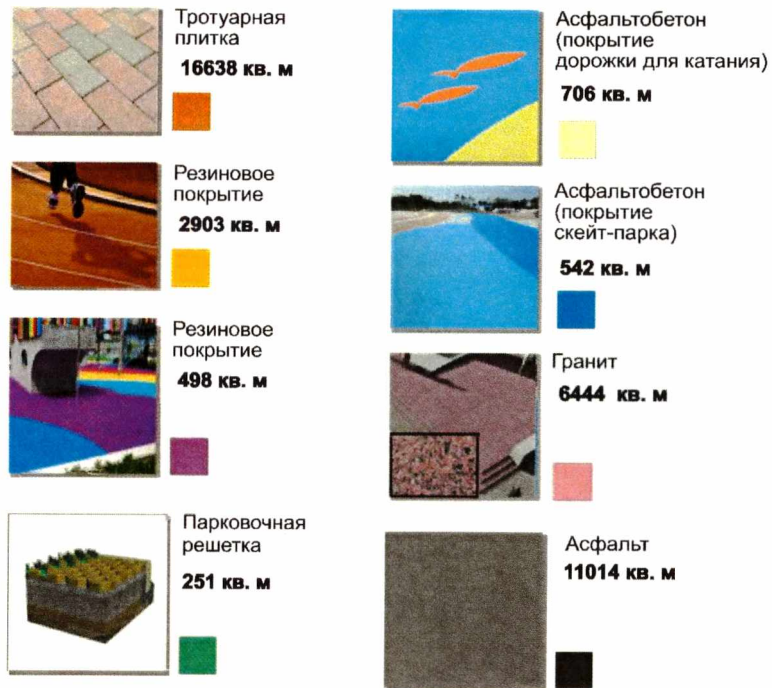 Тротуарная
плитка
16638 кв. м
Резиновое
покрытие
2903 кв. м
Резиновое
покрытие
498 кв. м
Парковочная
решетка
251 кв. м
Асфальтобетон
(покрытие
дорожки для катания)
706 кв. м
Асфальтобетон
(покрытие
скейт-парка)
542 кв. м
Гранит
6444 кв. м
Асфальт
11014 кв. м